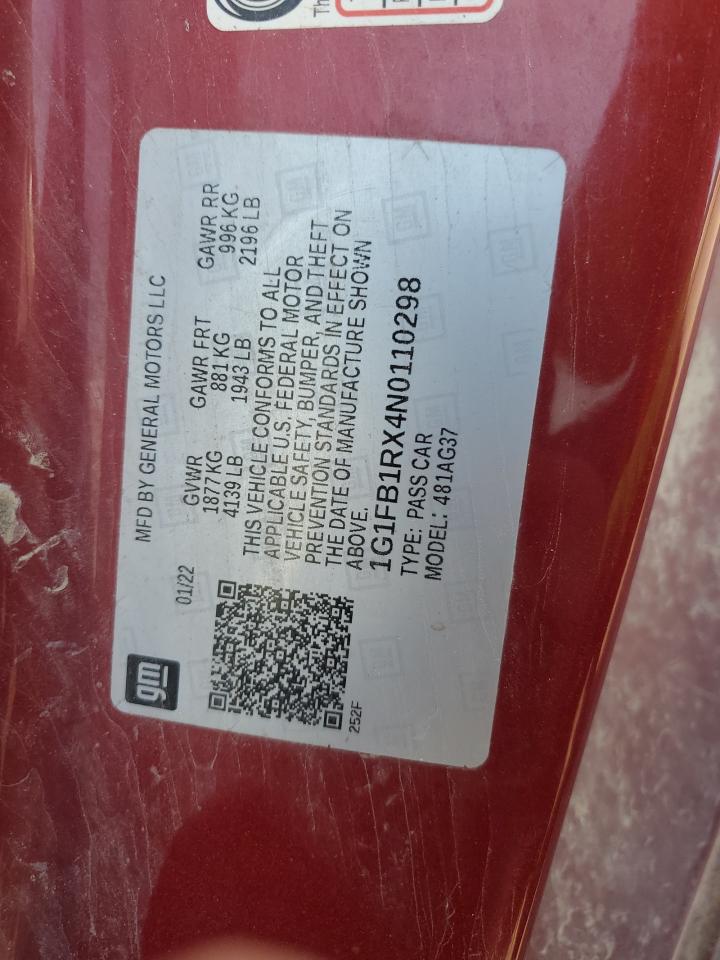 Th
gm
MFD BY GENERAL MOTORS LLC
01/22
GVWR GAWR FRT GAWR RR
1877 KG 881 KG 996 KG
4139 LB 1943 LB 2196 LB
THIS VEHICLE CONFORMS TO ALL
APPLICABLE U.S. FEDERAL MOTOR
VEHICLE SAFETY, BUMPER, AND THEFT
PREVENTION STANDARDS IN EFFECT ON
THE DATE OF MANUFACTURE SHOWN
ABOVE.
1G1FB1RX4N0110298
TYPE: PASS CAR
MODEL: 481AG37
252F